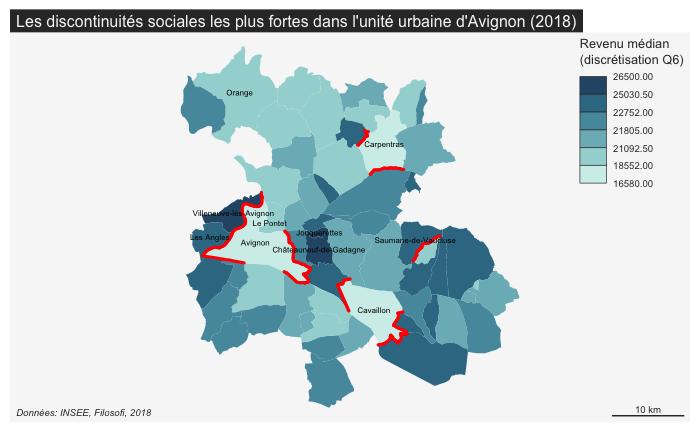 Les discontinuités sociales les plus fortes dans l'unité urbaine d'Avignon (2018)
Revenu médian
(discrétisation Q6)
26500.00
25030.50
22752.00
21805.00
21092.50
18552.00
16580.00
Orange
Carpentras
Villeneuve-lès-Avignon
Le Pontet
Les Angles
Jonquerettes
Avignon
Châteauneuf-de-Gadagne
Saumane-de-Vaucluse
Cavaillon
Données: INSEE, Filosofi, 2018
10 km